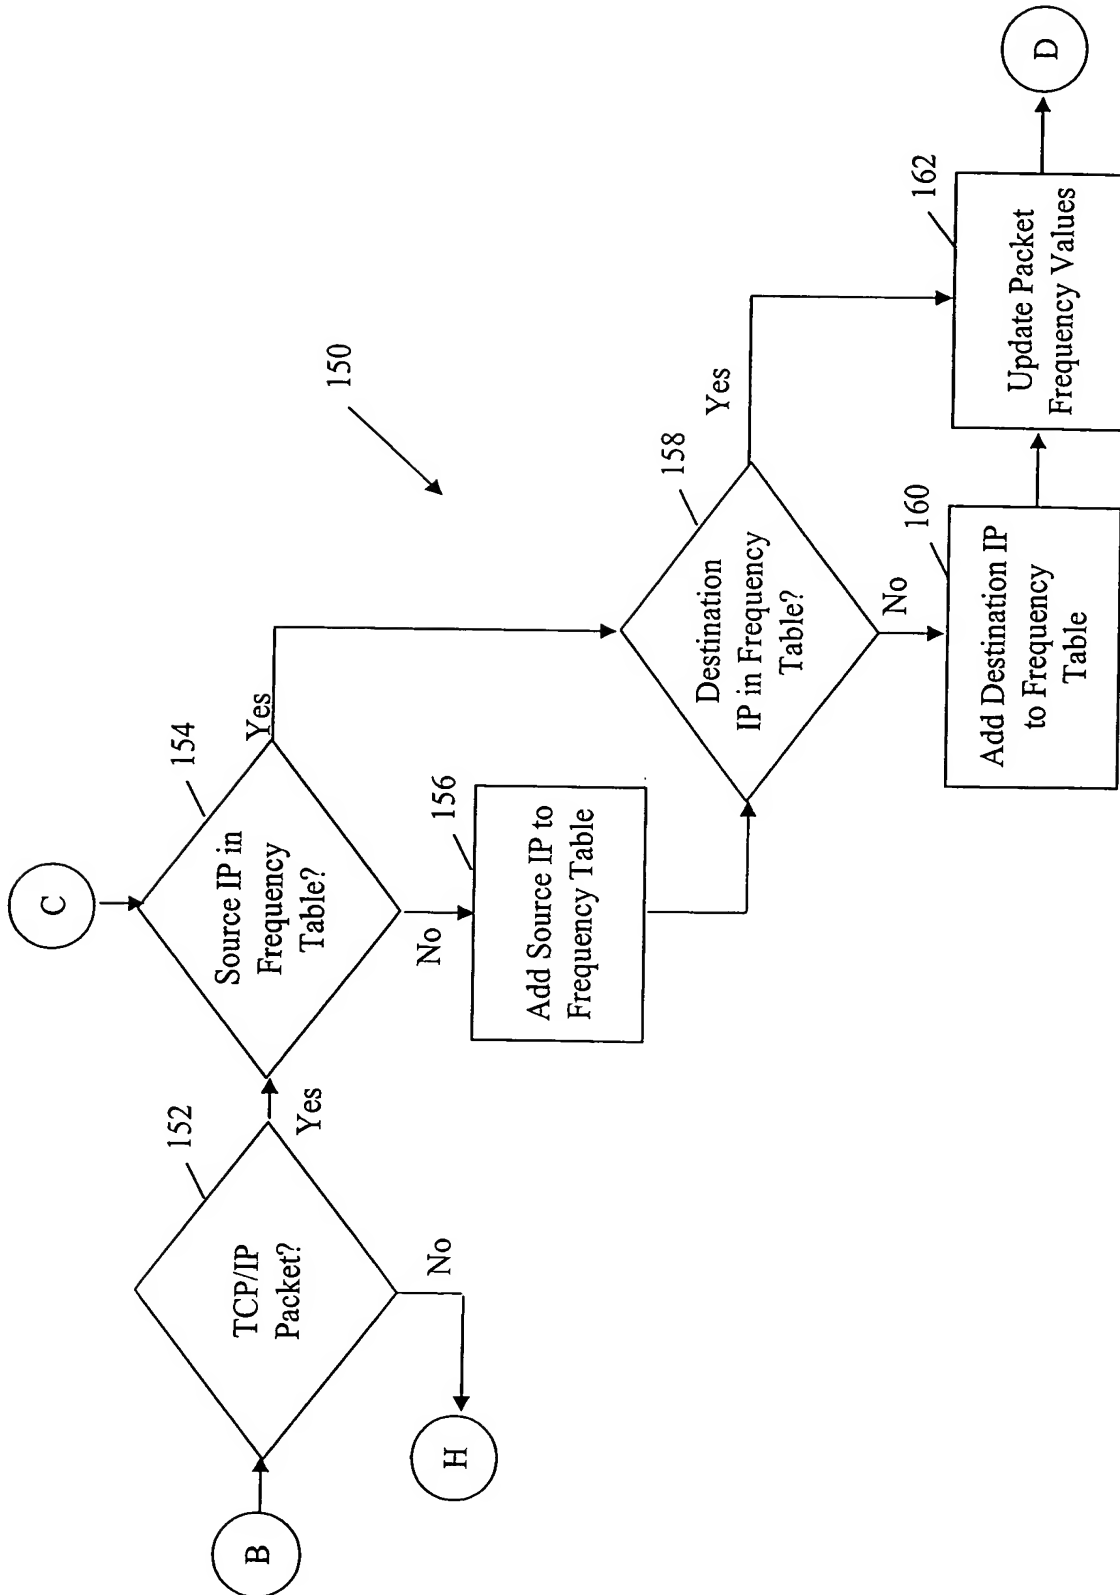 B
TCP/IP
Packet?
152
Yes
No
H
C
Source IP in
Frequency
Table?
154
Yes
No
Add Source IP to
Frequency Table
156
150
Destination
IP in Frequency
Table?
158
Yes
No
Add Destination IP
to Frequency
Table
160
Update Packet
Frequency Values
162
D